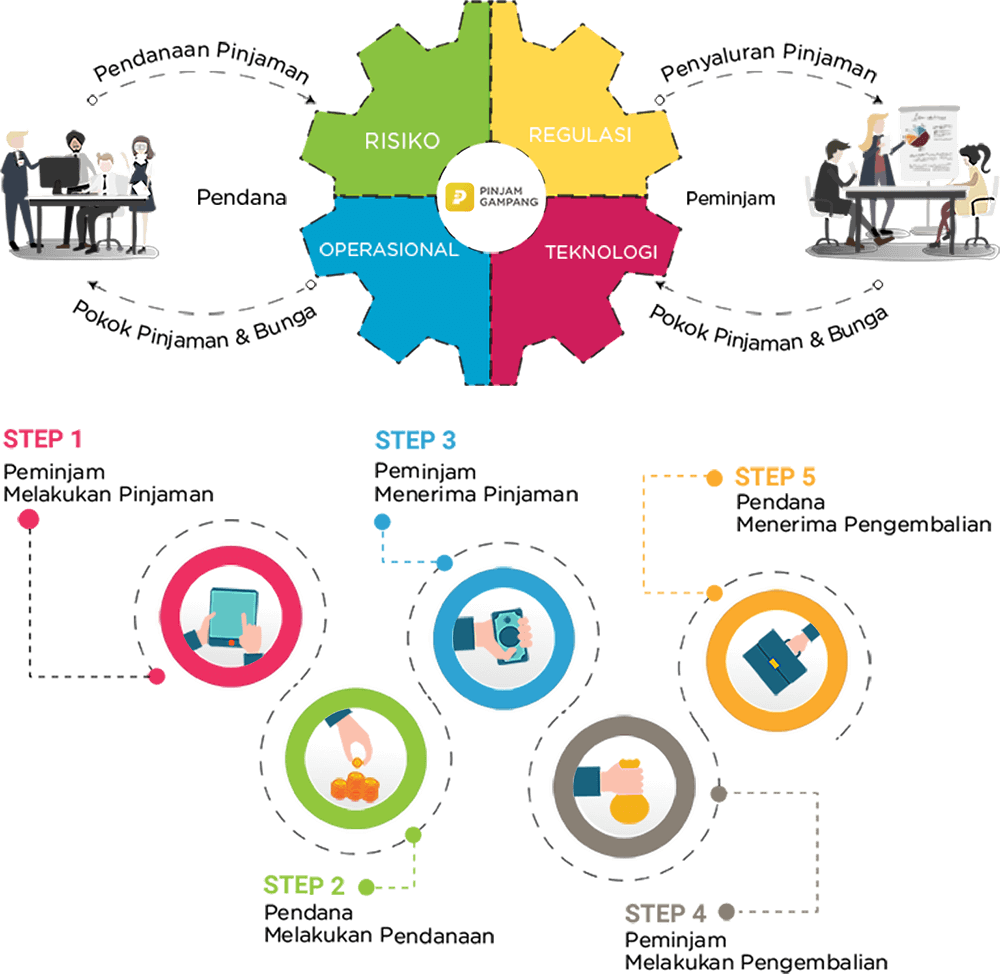 Pendanaan Pinjaman
Penyaluran Pinjaman
RISIKO
REGULASI
Pendana
PINJAM
GAMPANG
Peminjam
OPERASIONAL
TEKNOLOGI
Pokok Pinjaman & Bunga
Pokok Pinjaman & Bunga
STEP 1
Peminjam
Melakukan Pinjaman
STEP 3
Peminjam
Menerima Pinjaman
STEP 5
Pendana
Menerima Pengembalian
STEP 2
Pendana
Melakukan Pendanaan
STEP 4
Peminjam
Melakukan Pengembalian